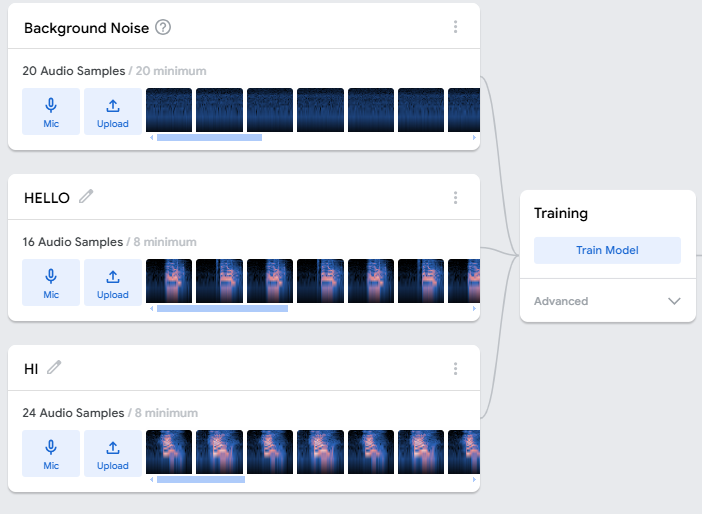 Background Noise
20 Audio Samples / 20 minimum
Mic
Upload
HELLO
16 Audio Samples / 8 minimum
Mic
Upload
HI
24 Audio Samples / 8 minimum
Mic
Upload
Training
Train Model
Advanced